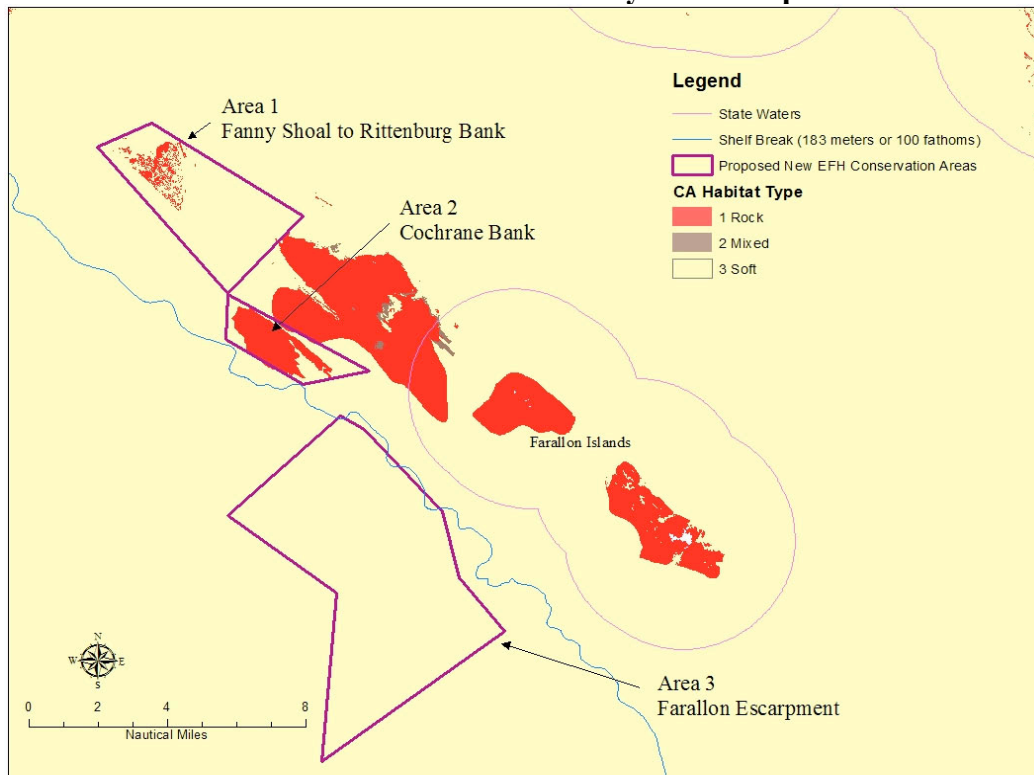 Area 1
Fanny Shoal to Rittenburg Bank
Area 2
Cochrane Bank
Legend
State Waters
Shelf Break (183 meters or 100 fathoms)
Proposed New EFH Conservation Areas
CA Habitat Type
1 Rock
2 Mixed
3 Soft
Farallon Islands
Area 3
Farallon Escarpment
N
W E
S
0 2 4 8
Nautical Miles